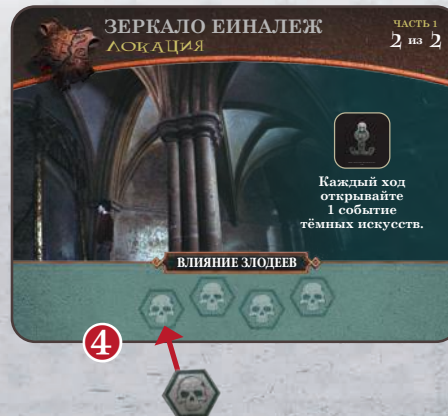 ЗЕРКАЛО ЕИНАЛЕЖ
ЛОКАЦИЯ
ЧАСТЬ 1
2 из 2
Каждый ход
открывайте
1 событие
тёмных искусств.
ВЛИЯНИЕ ЗЛОДЕЕВ
4